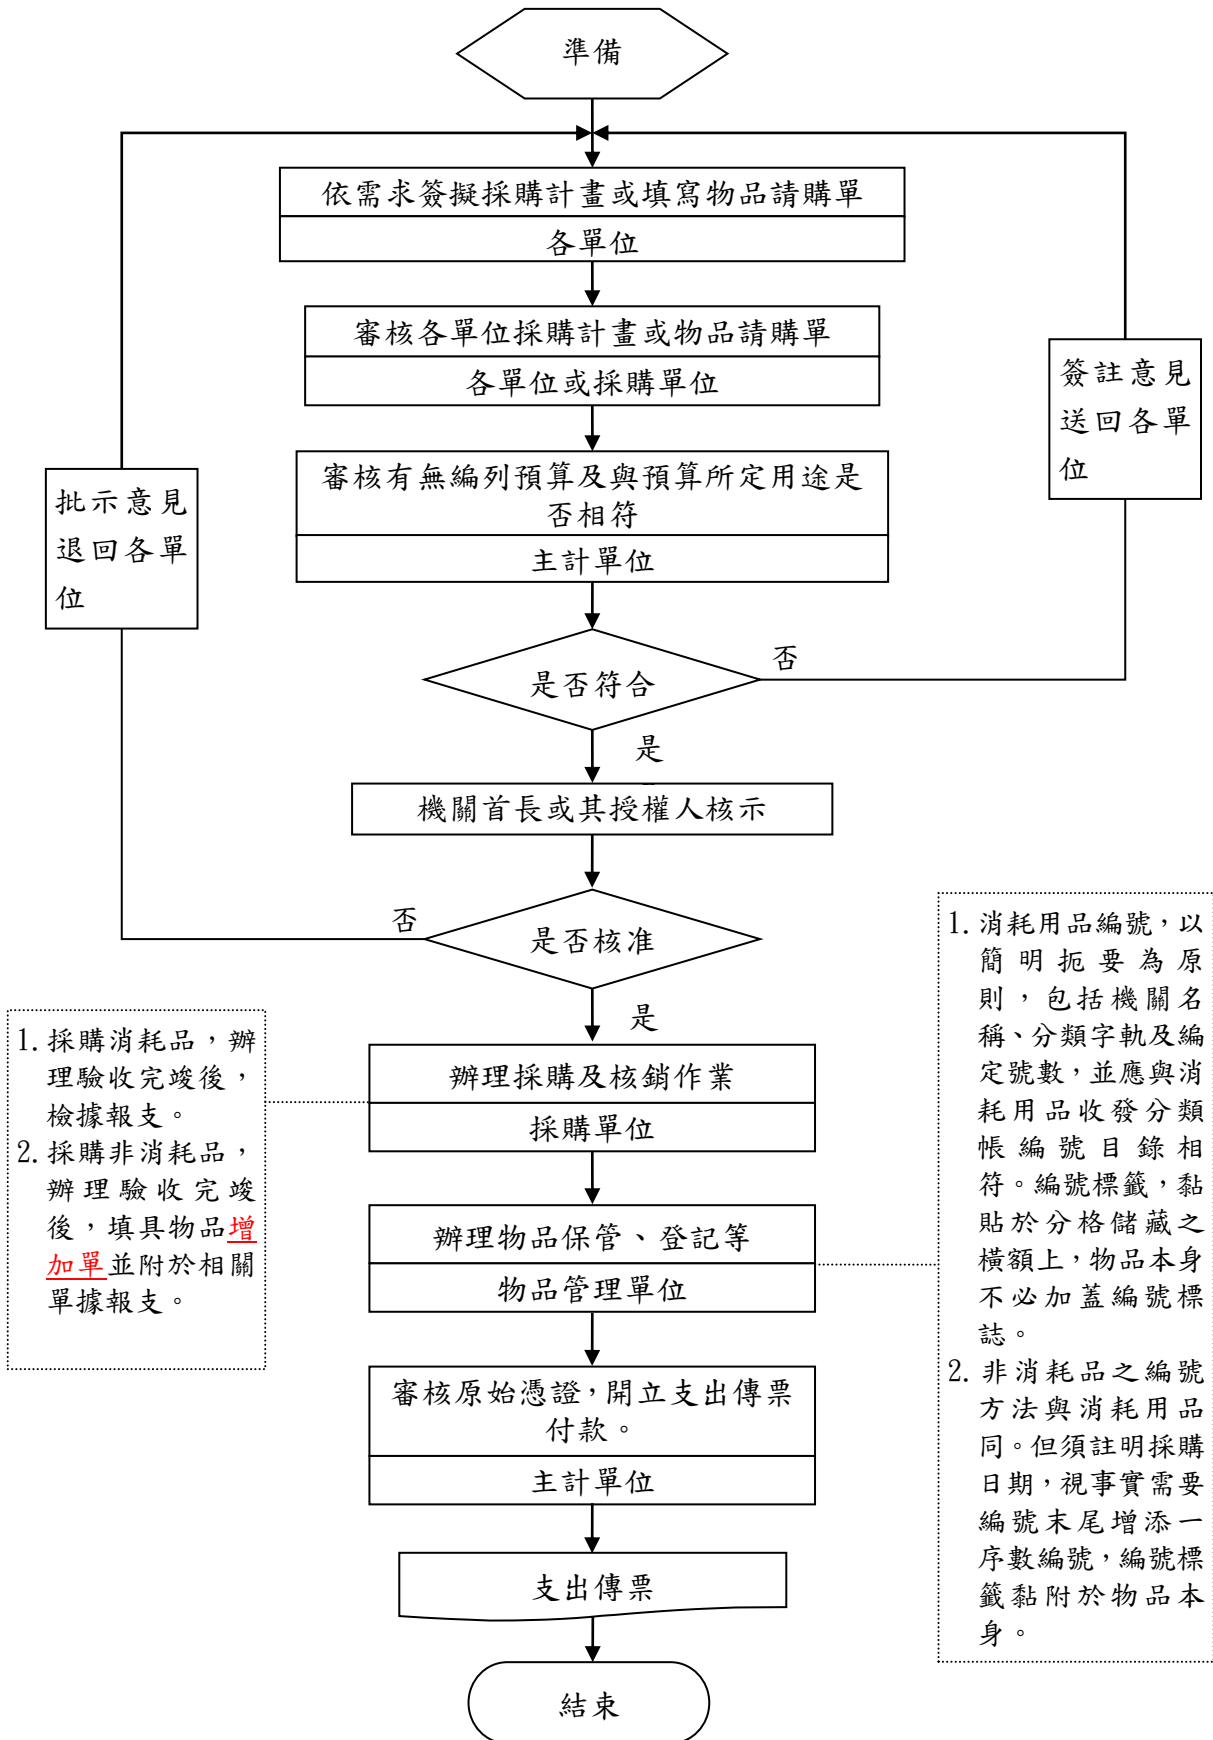 準備
依需求簽擬採購計畫或填寫物品請購單
各單位
審核各單位採購計畫或物品請購單
各單位或採購單位
簽註意見
送回各單
位
審核有無編列預算及與預算所定用途是
否相符
主計單位
批示意見
退回各單
位
是否符合
否
是
機關首長或其授權人核示
是否核准
否
是
1. 採購消耗品，辦
理驗收完竣後，
檢據報支。
2. 採購非消耗品，
辦理驗收完竣
後，填具物品增
加單並附於相關
單據報支。
辦理採購及核銷作業
採購單位
辦理物品保管、登記等
物品管理單位
1. 消耗用品編號，以
簡明扼要為原
則，包括機關名
稱、分類字軌及編
定號數，並應與消
耗用品收發分類
帳編號目錄相
符。編號標籤，黏
貼於分格儲藏之
橫額上，物品本身
不必加蓋編號標
誌。
2. 非消耗品之編號
方法與消耗用品
同。但須註明採購
日期，視事實需要
編號末尾增添一
序數編號，編號標
籤黏附於物品本
身。
審核原始憑證，開立支出傳票
付款。
主計單位
支出傳票
結束